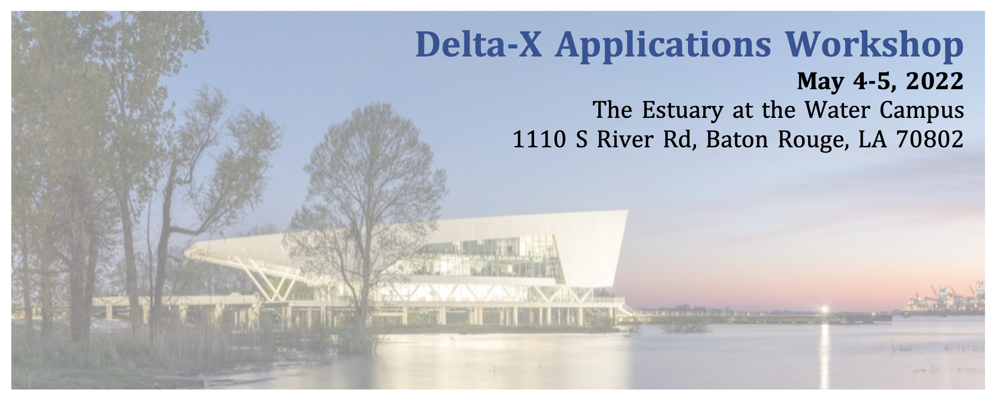 Delta-X Applications Workshop
May 4-5, 2022
The Estuary at the Water Campus
1110 S River Rd, Baton Rouge, LA 70802